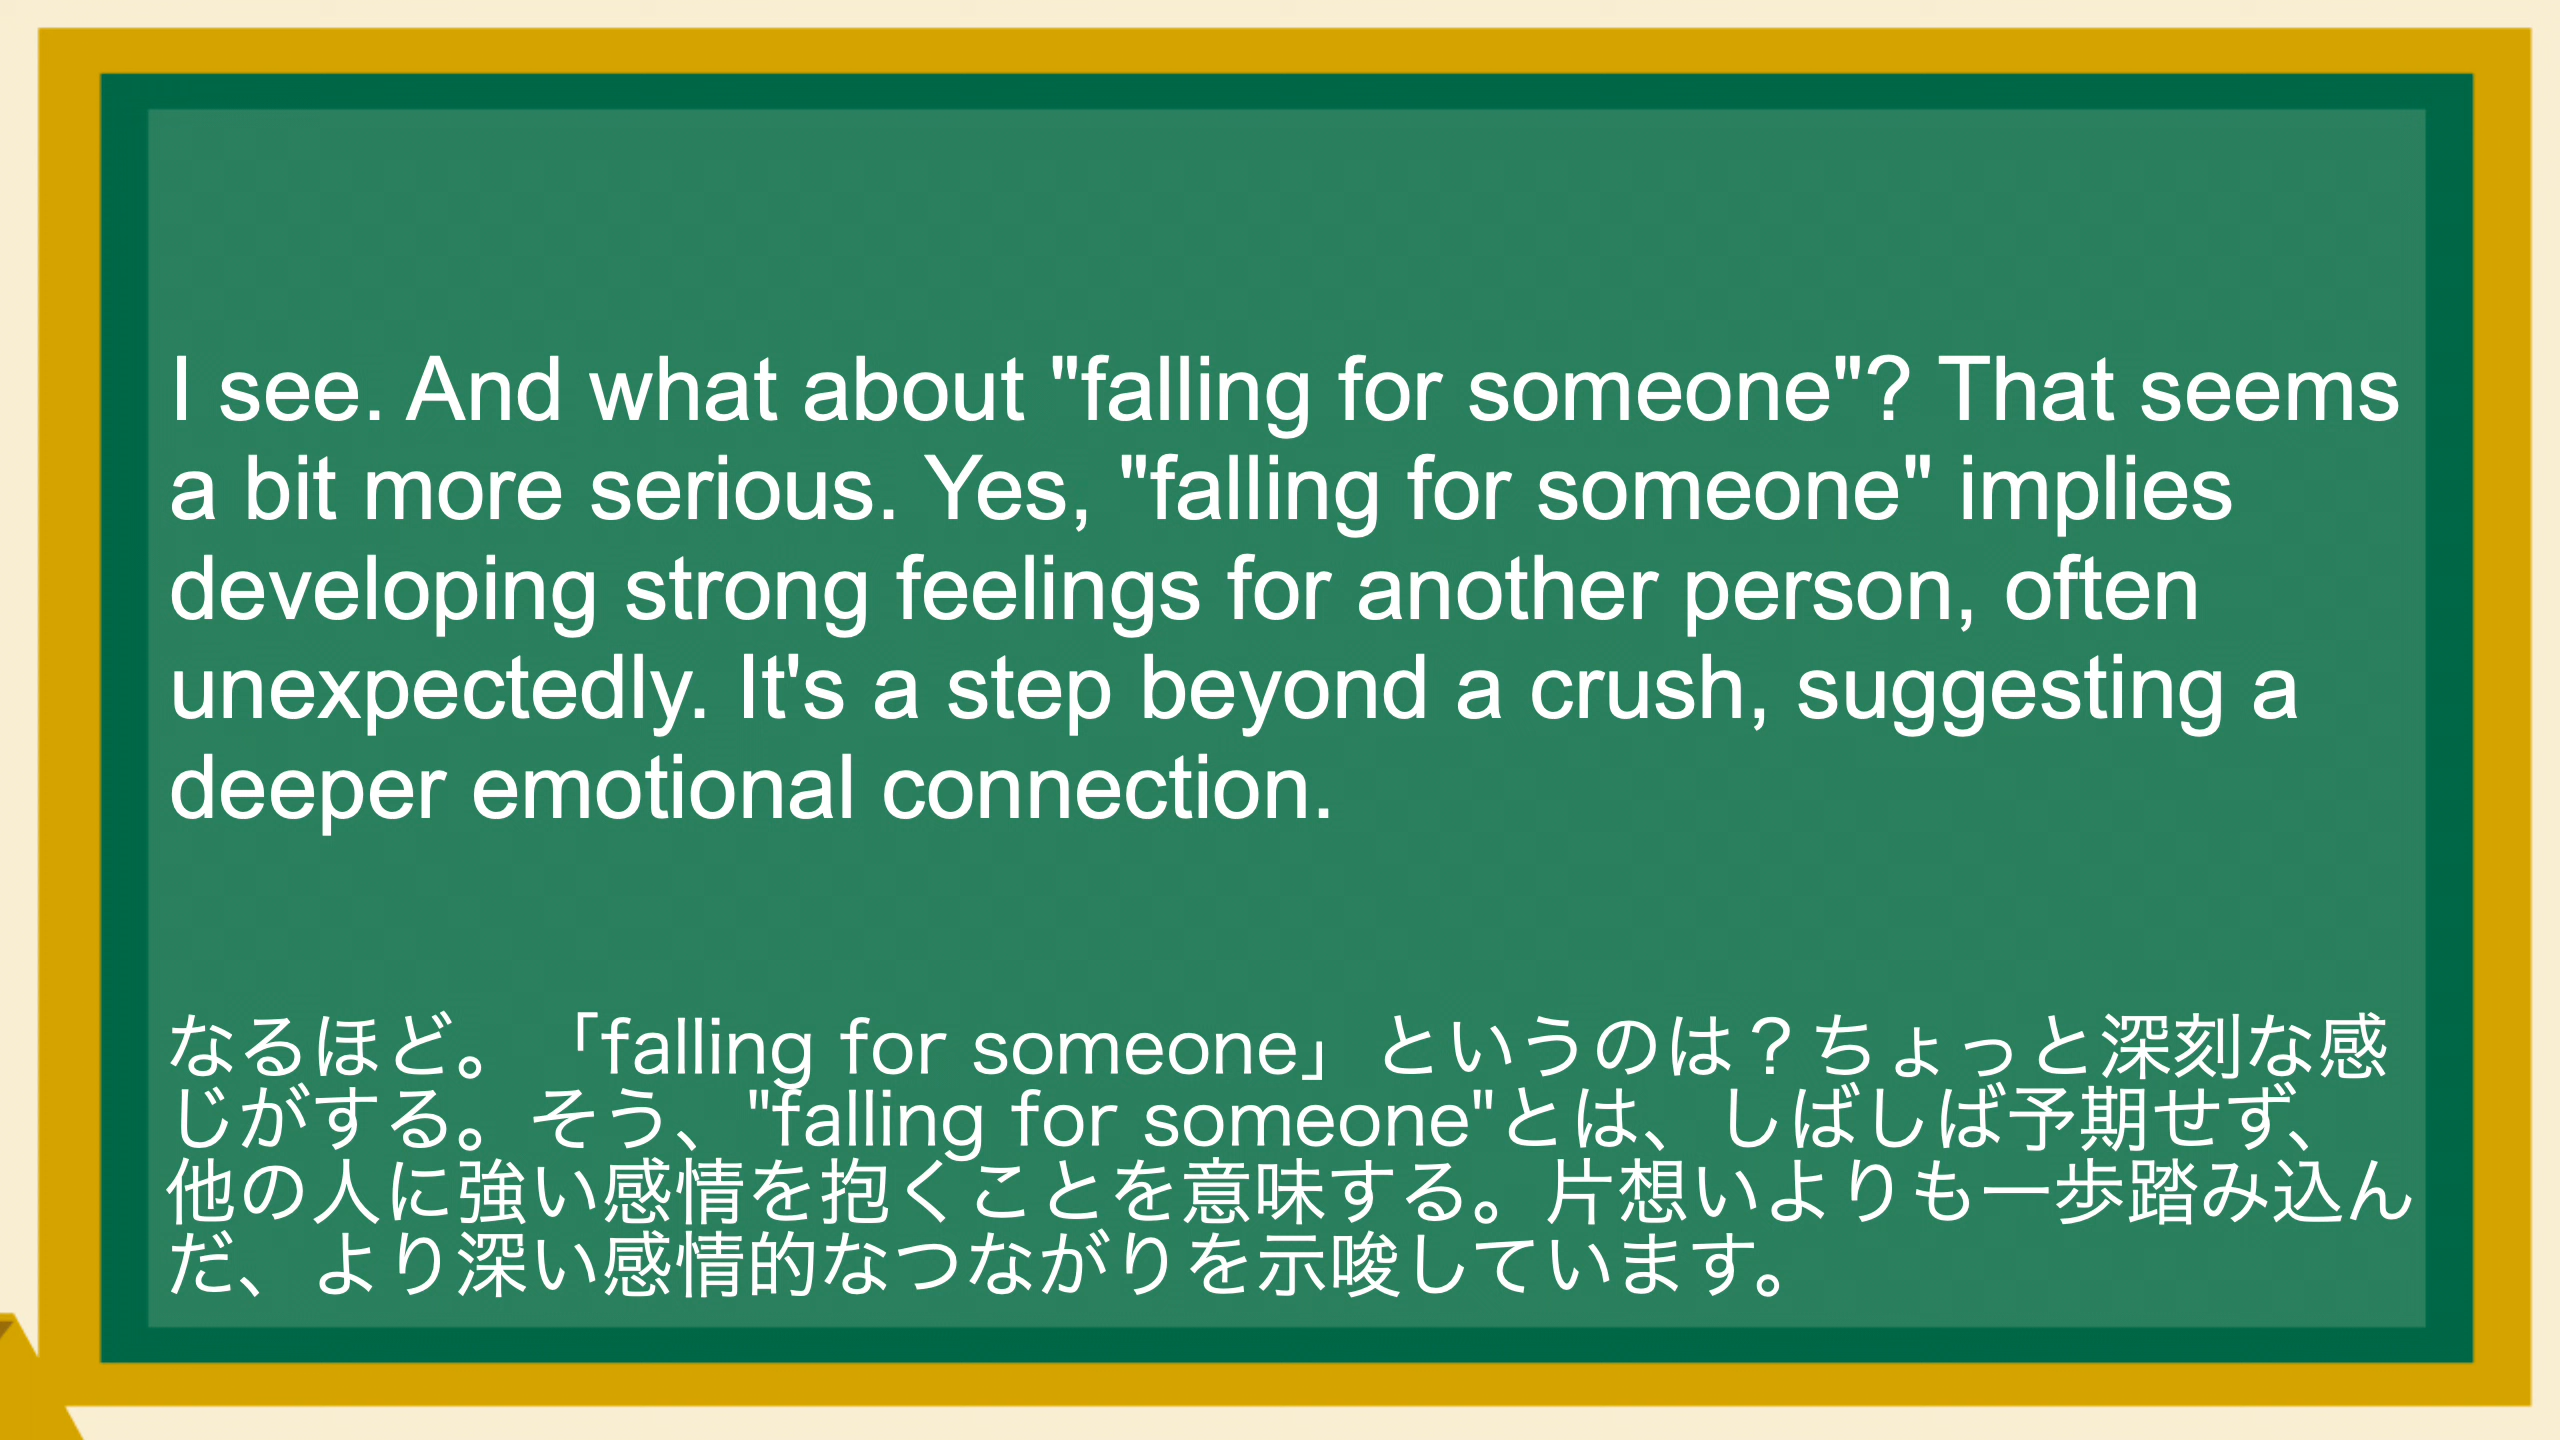 I see. And what about "falling for someone"? That seems
a bit more serious. Yes, "falling for someone" implies
developing strong feelings for another person, often
unexpectedly. It's a step beyond a crush, suggesting a
deeper emotional connection.
なるほど。「falling for someone」というのは？ちょっと深刻な感
じがする。そう、"falling for someone"とは、しばしば予期せず、
他の人に強い感情を抱くことを意味する。片想いよりも一歩踏み込ん
だ、より深い感情的なつながりを示唆しています。